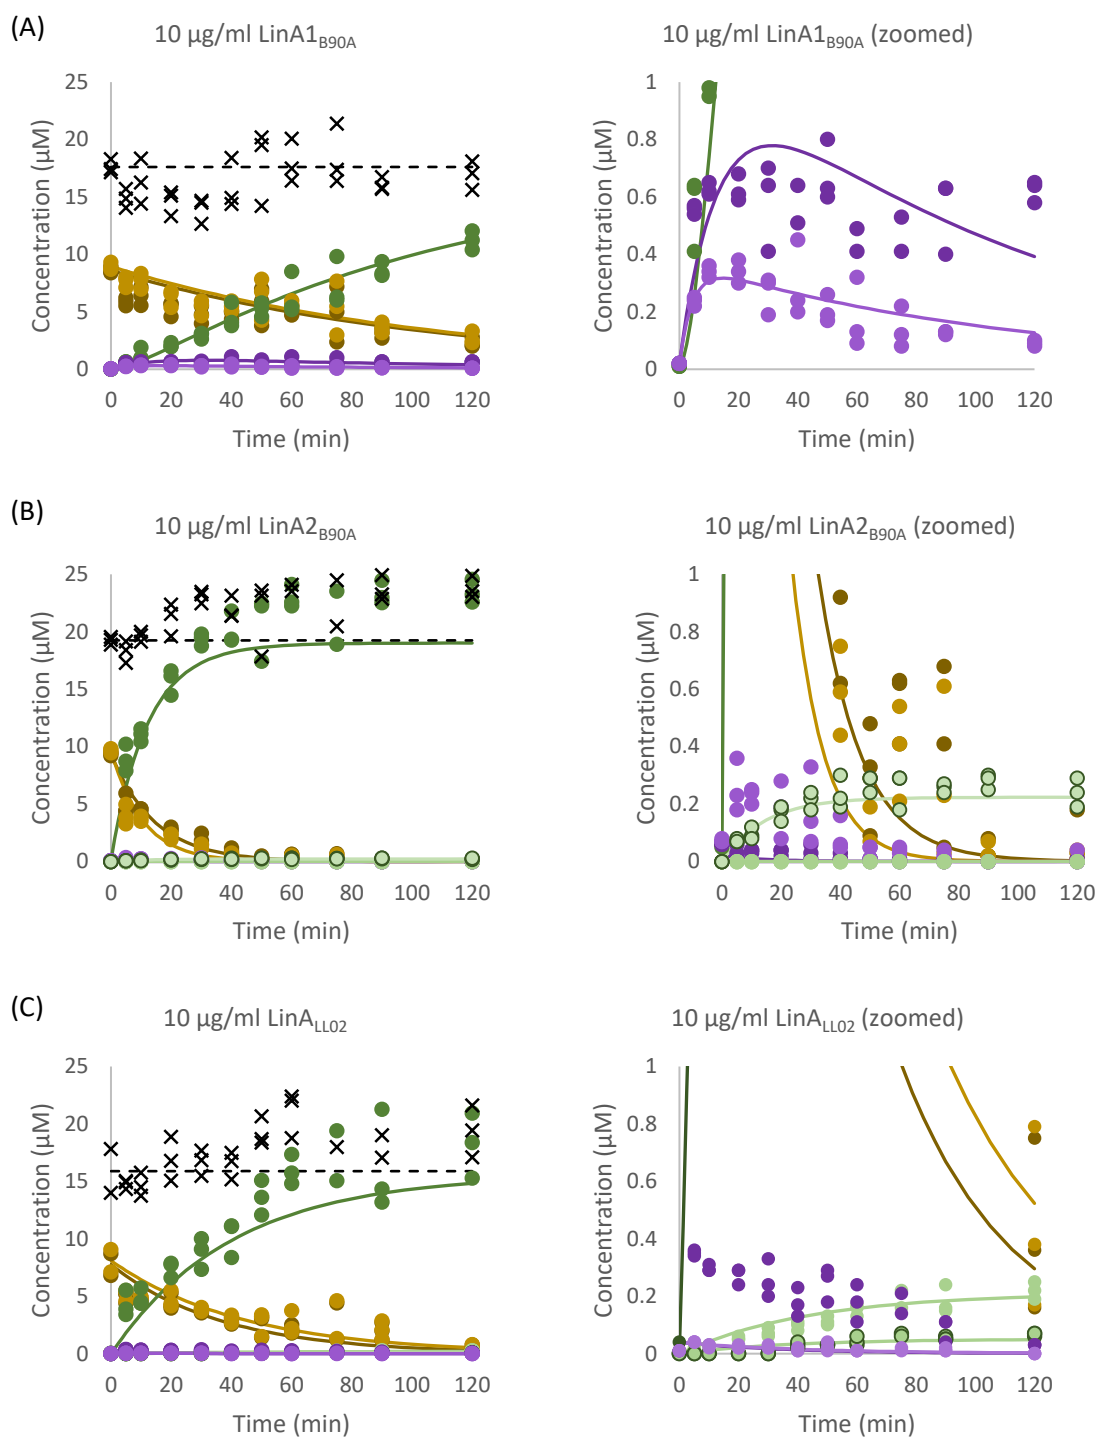 (A)
10 µg/ml LinA1B90A
10 µg/ml LinA1B90A (zoomed)
25
20
15
10
5
0
Concentration (µM)
0 20 40 60 80 100 120
Time (min)
1
0.8
0.6
0.4
0.2
0
Concentration (µM)
0 20 40 60 80 100 120
Time (min)
(B)
10 µg/ml LinA2B90A
10 µg/ml LinA2B90A (zoomed)
25
20
15
10
5
0
Concentration (µM)
0 20 40 60 80 100 120
Time (min)
1
0.8
0.6
0.4
0.2
0
Concentration (µM)
0 20 40 60 80 100 120
Time (min)
(C)
10 µg/ml LinALL02
10 µg/ml LinALL02 (zoomed)
25
20
15
10
5
0
Concentration (µM)
0 20 40 60 80 100 120
Time (min)
1
0.8
0.6
0.4
0.2
0
Concentration (µM)
0 20 40 60 80 100 120
Time (min)